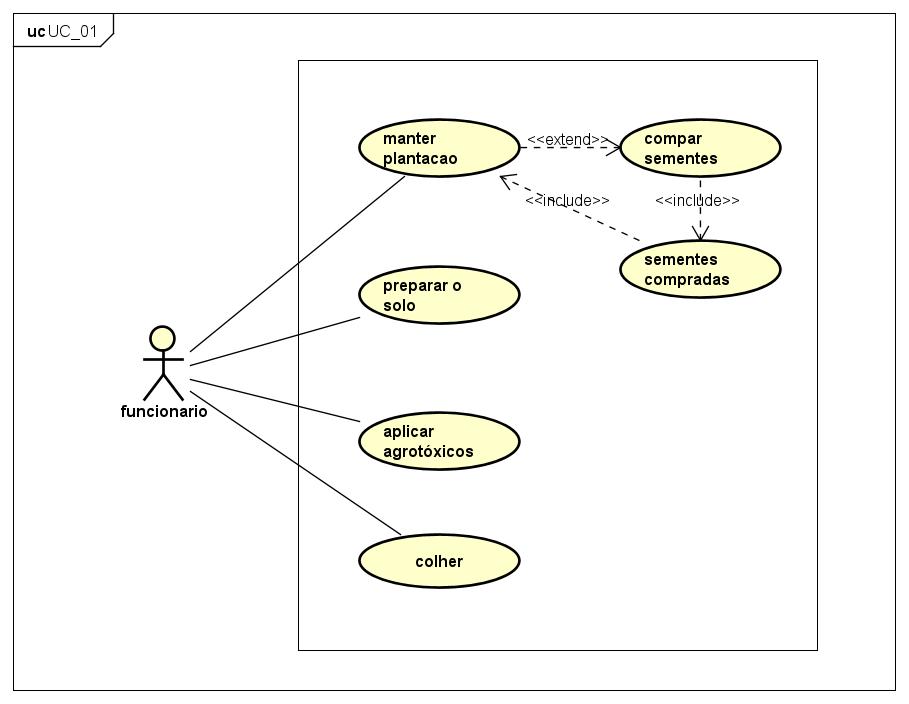 uc UC_01
manter
plantacao
<<extend>>
compar
sementes
<<include>>
<<include>>
sementes
compradas
preparar o
solo
funcionario
aplicar
agrotóxicos
colher